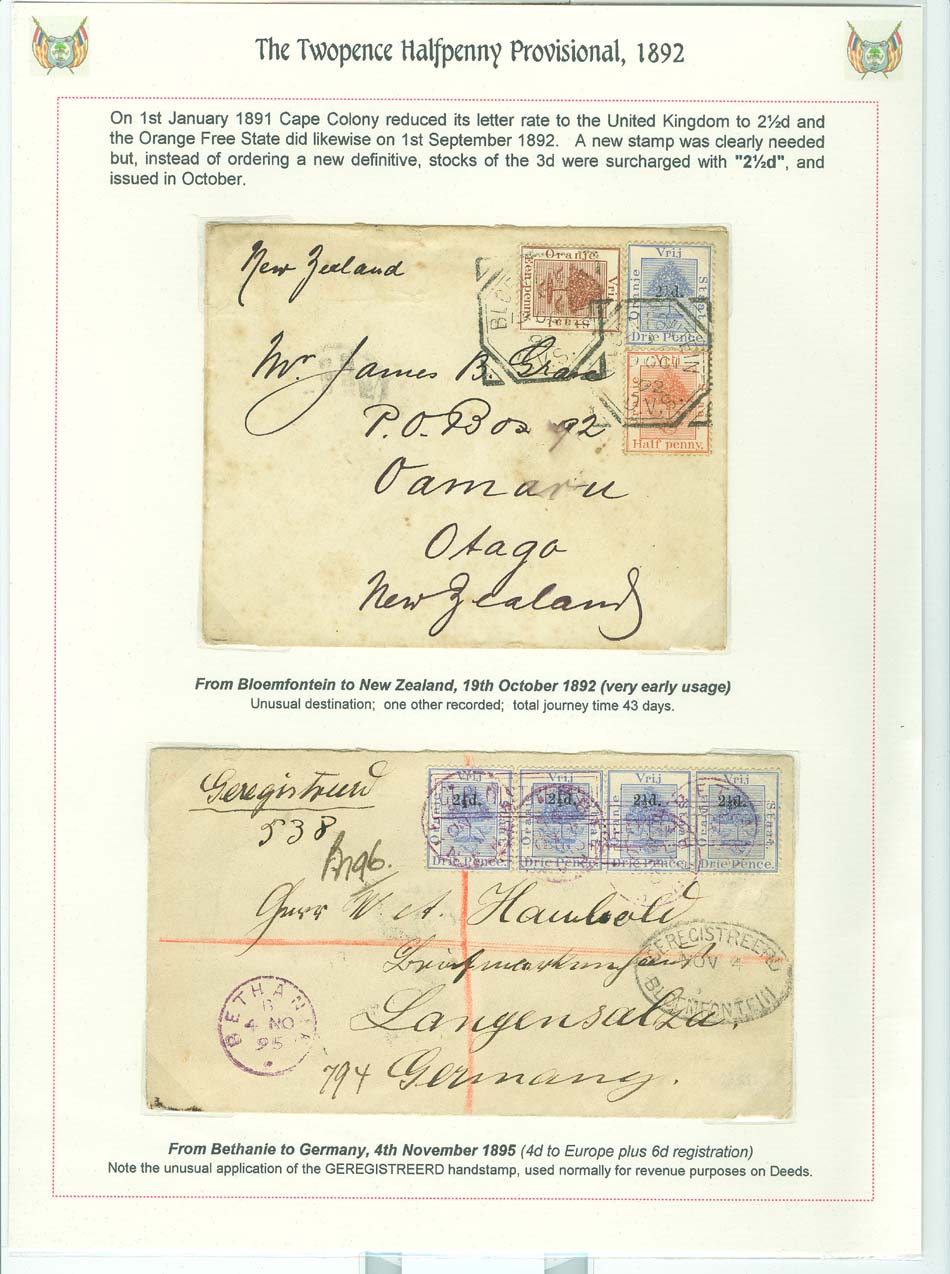 The Twopence Halfpenny Provisional, 1892
On 1st January 1891 Cape Colony reduced its letter rate to the United Kingdom to 2½d and
the Orange Free State did likewise on 1st September 1892. A new stamp was clearly needed
but, instead of ordering a new definitive, stocks of the 3d were surcharged with "2½d", and
issued in October.
New Zealand
Oranje
Een penny
Vrij
Staat
Vrij
Oranje
Staat
2½d.
Drie Pence.
Half penny.
OCT
92
O.V.S.
Mr James B. Grave
P.O. Box 92
Oamaru
Otago
New Zealand
From Bloemfontein to New Zealand, 19th October 1892 (very early usage)
Unusual destination; one other recorded; total journey time 43 days.
Geregistreerd
538
Vrij Vrij Vrij Vrij
2½d. 2½d. 2½d. 2½d.
Drie Pence. Drie Pence. Drie Pence. Drie Pence.
Herr W. A. Haubold
Briefmarkenhandl
Langensalza.
794 Germany.
GEREGISTREERD
NOV 4
BLOEMFONTEIN
BETHANIE
B
4 NO
95
From Bethanie to Germany, 4th November 1895 (4d to Europe plus 6d registration)
Note the unusual application of the GEREGISTREERD handstamp, used normally for revenue purposes on Deeds.